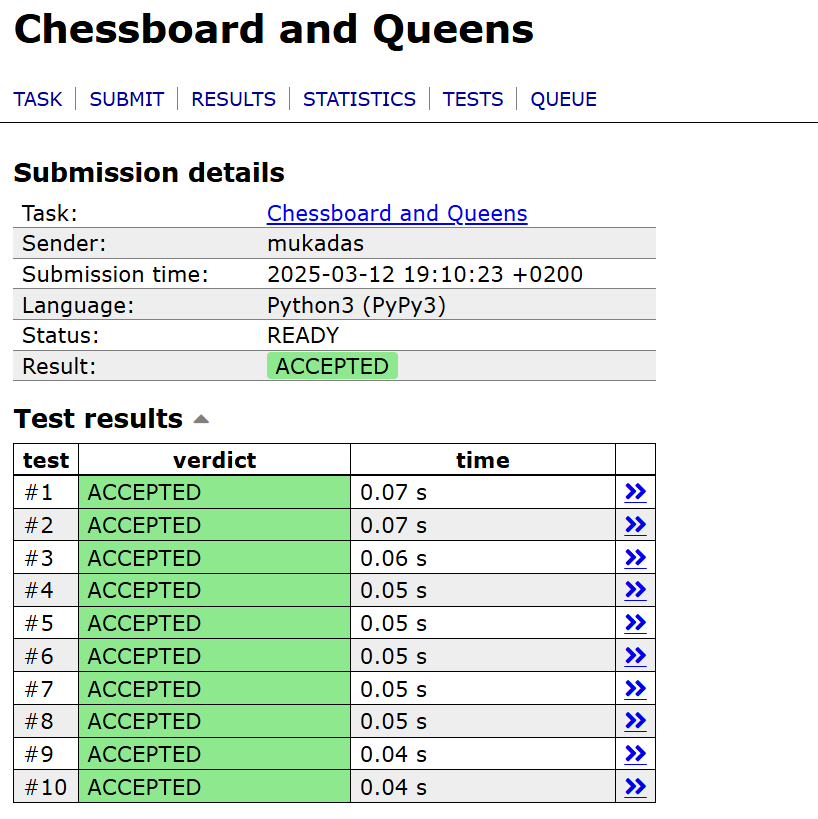 Chessboard and Queens
TASK | SUBMIT | RESULTS | STATISTICS | TESTS | QUEUE
Submission details
Task: Chessboard and Queens
Sender: mukadas
Submission time: 2025-03-12 19:10:23 +0200
Language: Python3 (PyPy3)
Status: READY
Result: ACCEPTED
Test results
test verdict time
#1 ACCEPTED 0.07 s »
#2 ACCEPTED 0.07 s »
#3 ACCEPTED 0.06 s »
#4 ACCEPTED 0.05 s »
#5 ACCEPTED 0.05 s »
#6 ACCEPTED 0.05 s »
#7 ACCEPTED 0.05 s »
#8 ACCEPTED 0.05 s »
#9 ACCEPTED 0.04 s »
#10 ACCEPTED 0.04 s »